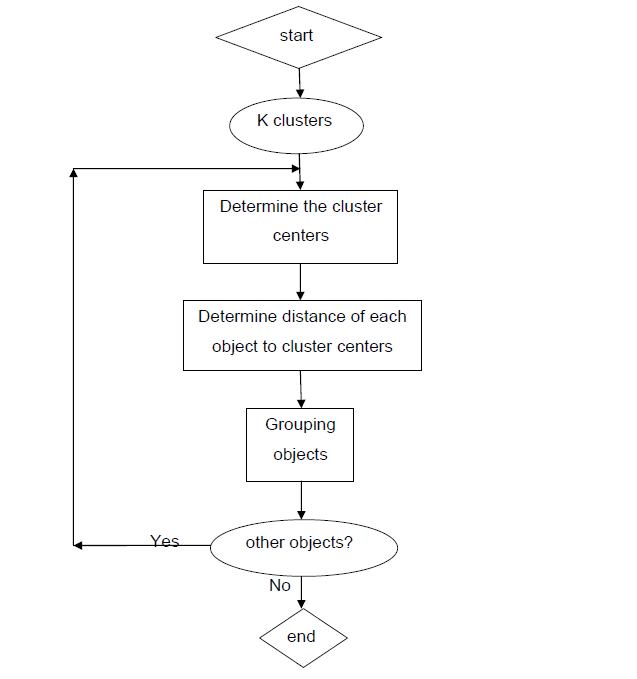 start
K clusters
Determine the cluster
centers
Determine distance of each
object to cluster centers
Grouping
objects
other objects?
Yes
No
end